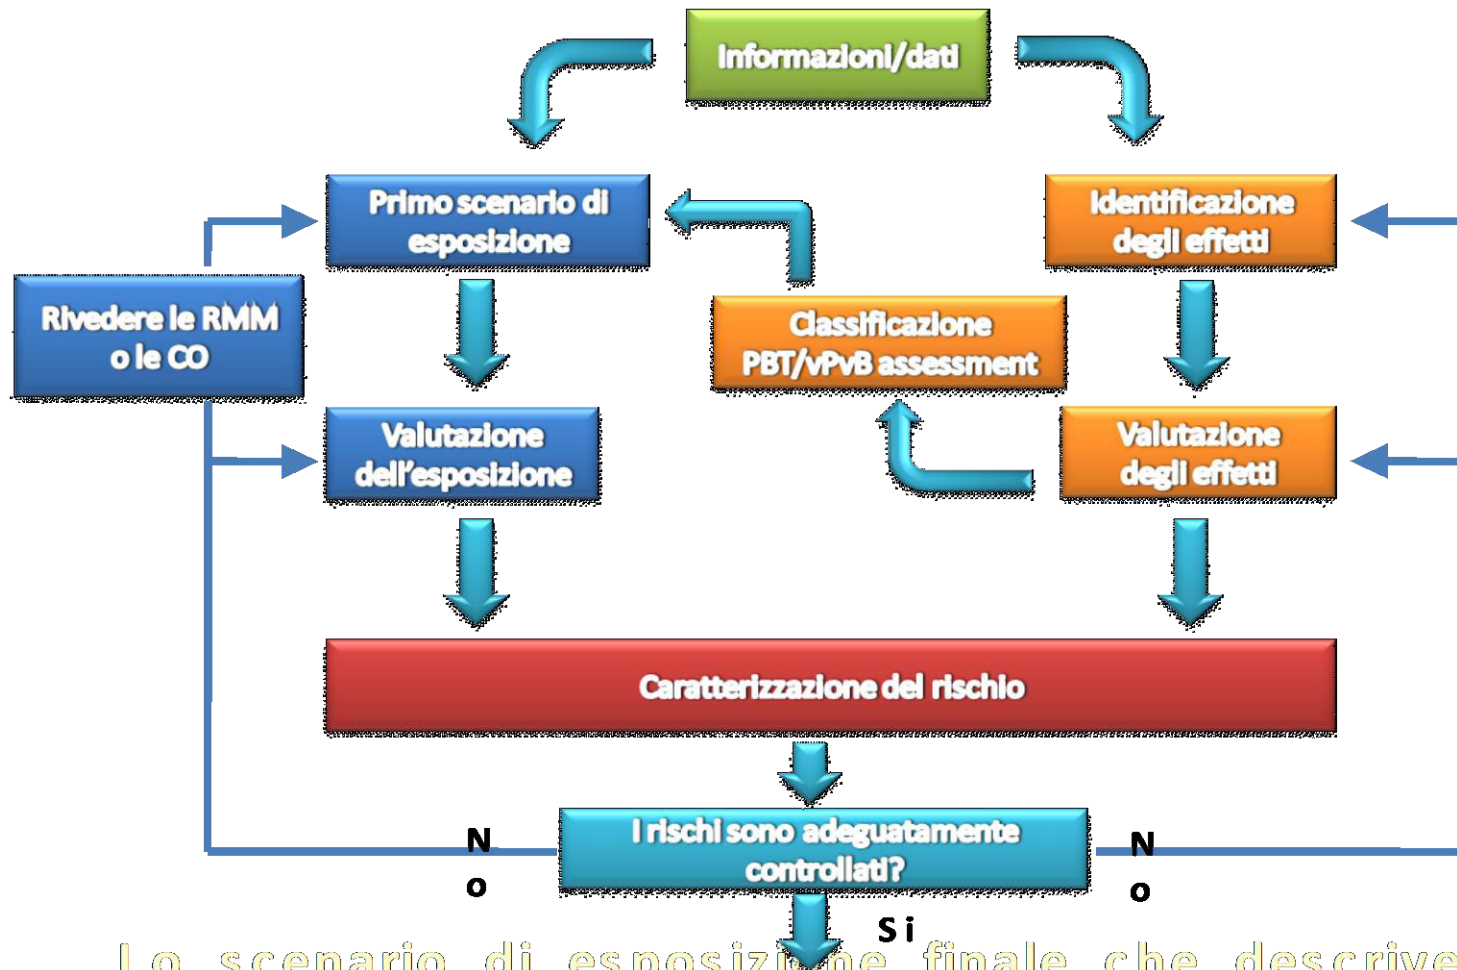 Informazioni/dati
Primo scenario di
esposizione
Identificazione
degli effetti
Rivedere le RMM
o le CO
Classificazione
PBT/vPvB assessment
Valutazione
dell'esposizione
Valutazione
degli effetti
Caratterizzazione del rischio
I rischi sono adeguatamente
controllati?
N
o
N
o
Si
Lo scenario di esposizione finale che descrive